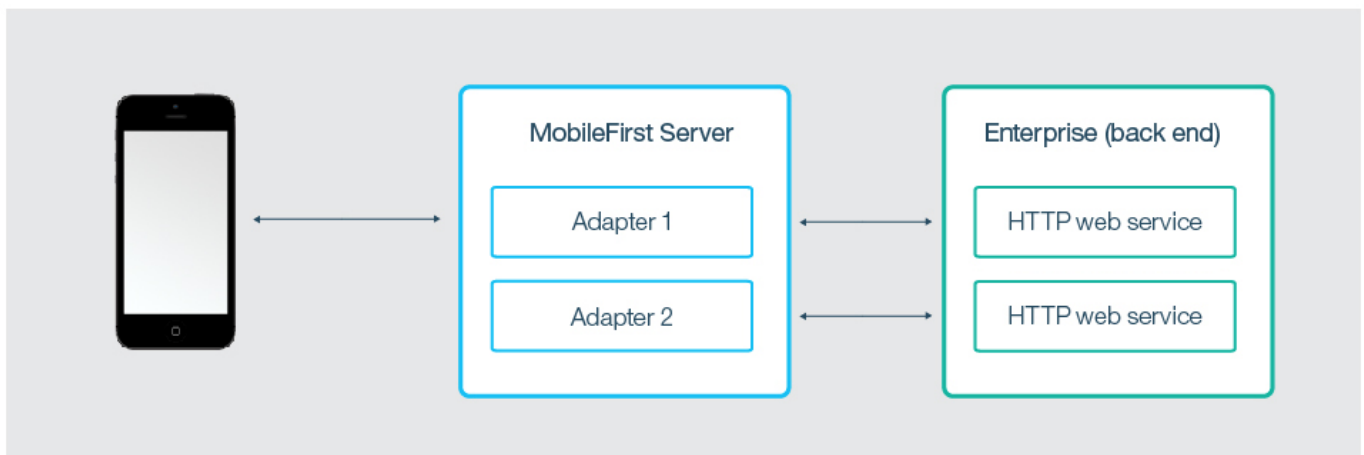 MobileFirst Server
Adapter 1
Adapter 2
Enterprise (back end)
HTTP web service
HTTP web service